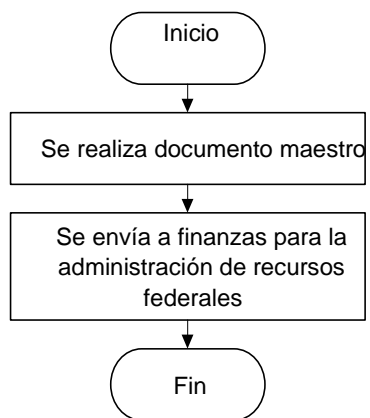 Inicio
Se realiza documento maestro
Se envía a finanzas para la
administración de recursos
federales
Fin